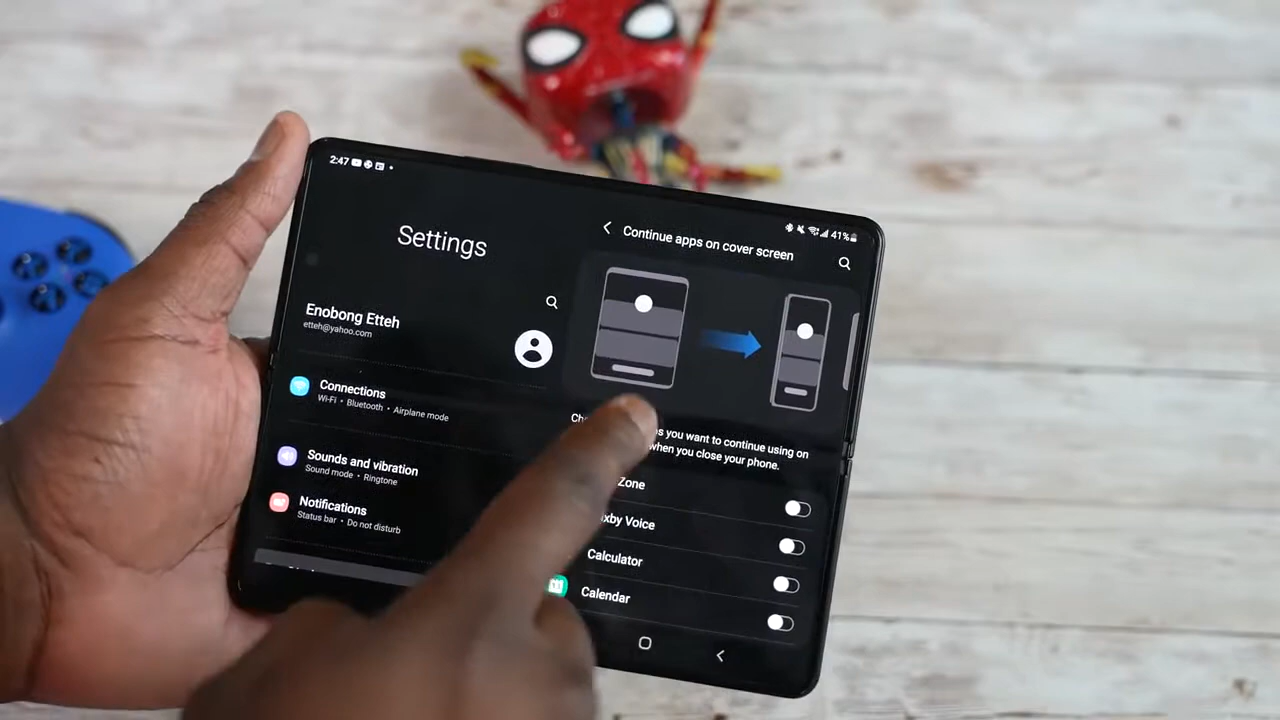 2:47
41%
Settings
Enobong Etteh
etteh@yahoo.com
Connections
Wi-Fi • Bluetooth • Airplane mode
Sounds and vibration
Sound mode • Ringtone
Notifications
Status bar • Do not disturb
Continue apps on cover screen
you want to continue using on
when you close your phone.
Zone
Voice
Calculator
Calendar